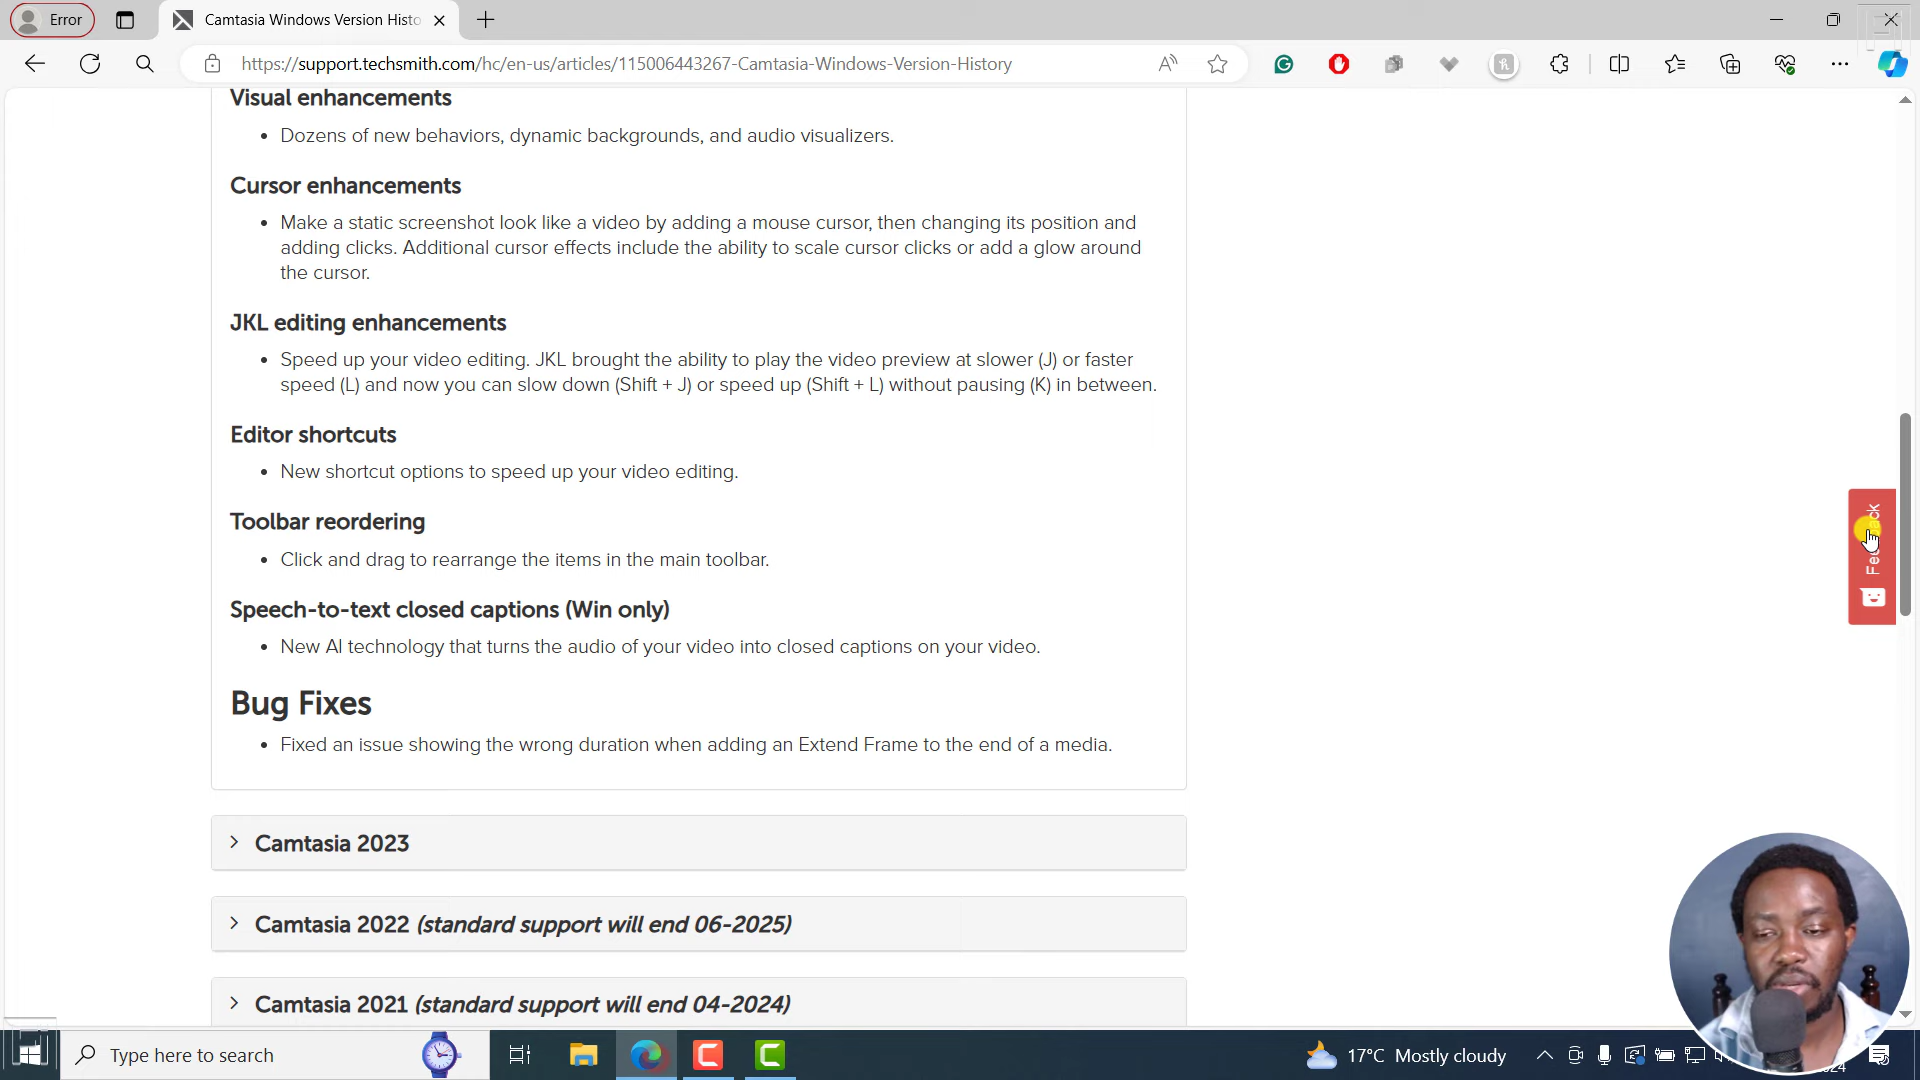 Error
Camtasia Windows Version Histo
https://support.techsmith.com/hc/en-us/articles/115006443267-Camtasia-Windows-Version-History
Visual enhancements
• Dozens of new behaviors, dynamic backgrounds, and audio visualizers.
Cursor enhancements
• Make a static screenshot look like a video by adding a mouse cursor, then changing its position and
adding clicks. Additional cursor effects include the ability to scale cursor clicks or add a glow around
the cursor.
JKL editing enhancements
• Speed up your video editing. JKL brought the ability to play the video preview at slower (J) or faster
speed (L) and now you can slow down (Shift + J) or speed up (Shift + L) without pausing (K) in between.
Editor shortcuts
• New shortcut options to speed up your video editing.
Toolbar reordering
• Click and drag to rearrange the items in the main toolbar.
Speech-to-text closed captions (Win only)
• New AI technology that turns the audio of your video into closed captions on your video.
Bug Fixes
• Fixed an issue showing the wrong duration when adding an Extend Frame to the end of a media.
Camtasia 2023
Camtasia 2022 (standard support will end 06-2025)
Camtasia 2021 (standard support will end 04-2024)
Type here to search
17°C Mostly cloudy